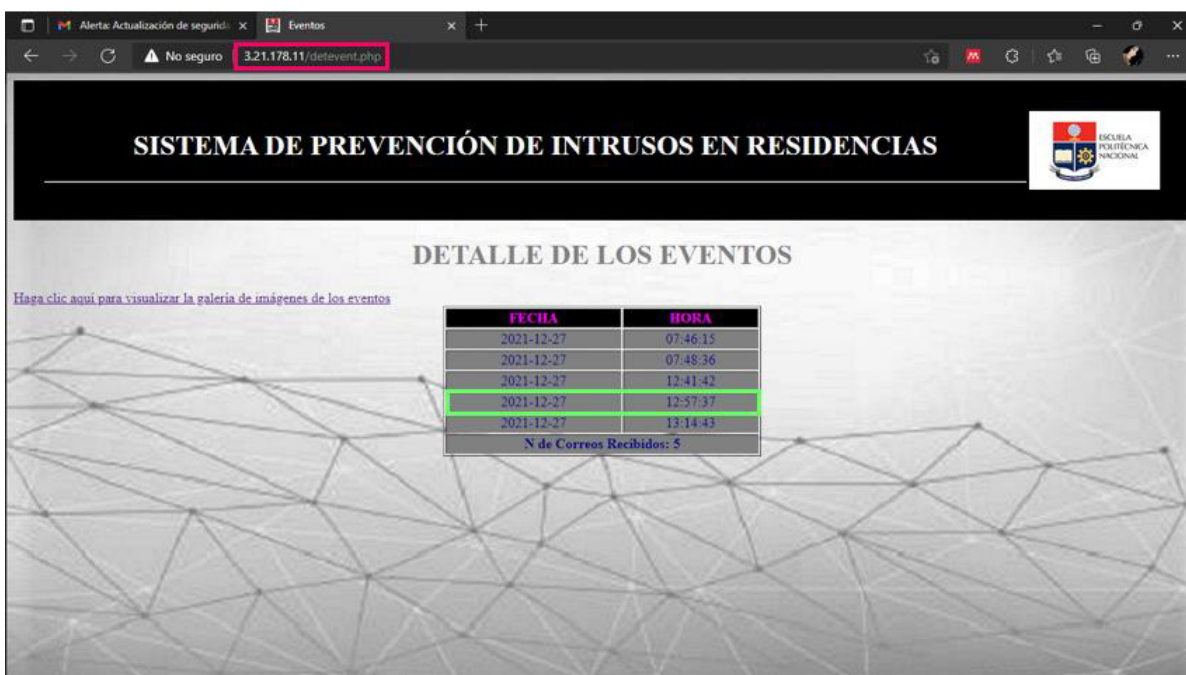 Alerta: Actualización de segurid
Eventos
No seguro
3.21.178.11/detevent.php
SISTEMA DE PREVENCIÓN DE INTRUSOS EN RESIDENCIAS
ESCUELA
POLITÉCNICA
NACIONAL
DETALLE DE LOS EVENTOS
Haga clic aqui para visualizar la galería de imágenes de los eventos
FECHA HORA
2021-12-27 07:46:15
2021-12-27 07:48:36
2021-12-27 12:41:42
2021-12-27 12:57:37
2021-12-27 13:14:43
N de Correos Recibidos: 5